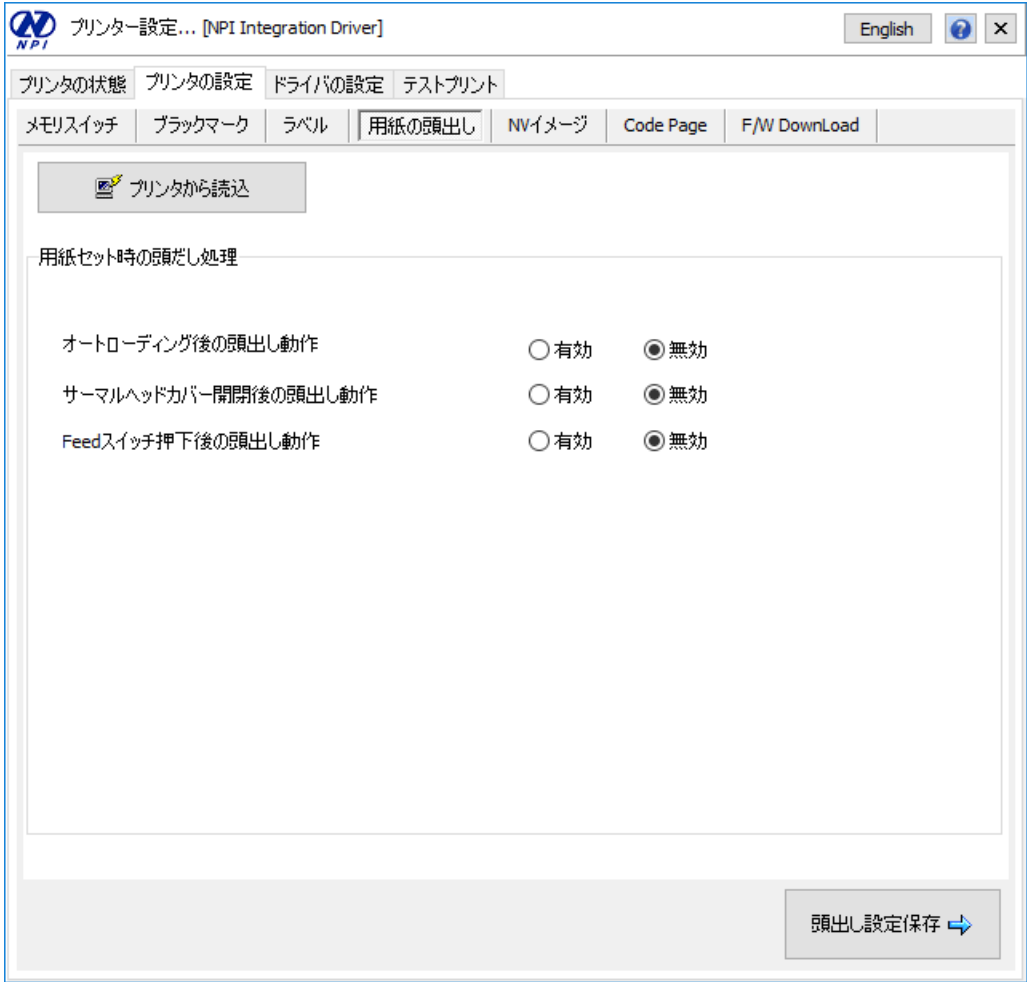 NPI プリンター設定... [NPI Integration Driver] English ? ×
プリンタの状態 プリンタの設定 ドライバの設定 テストプリント
メモリスイッチ ブラックマーク ラベル 用紙の頭出し NVイメージ Code Page F/W DownLoad
プリンタから読込
用紙セット時の頭だし処理
オートローディング後の頭出し動作 有効 無効
サーマルヘッドカバー開閉後の頭出し動作 有効 無効
Feedスイッチ押下後の頭出し動作 有効 無効
頭出し設定保存